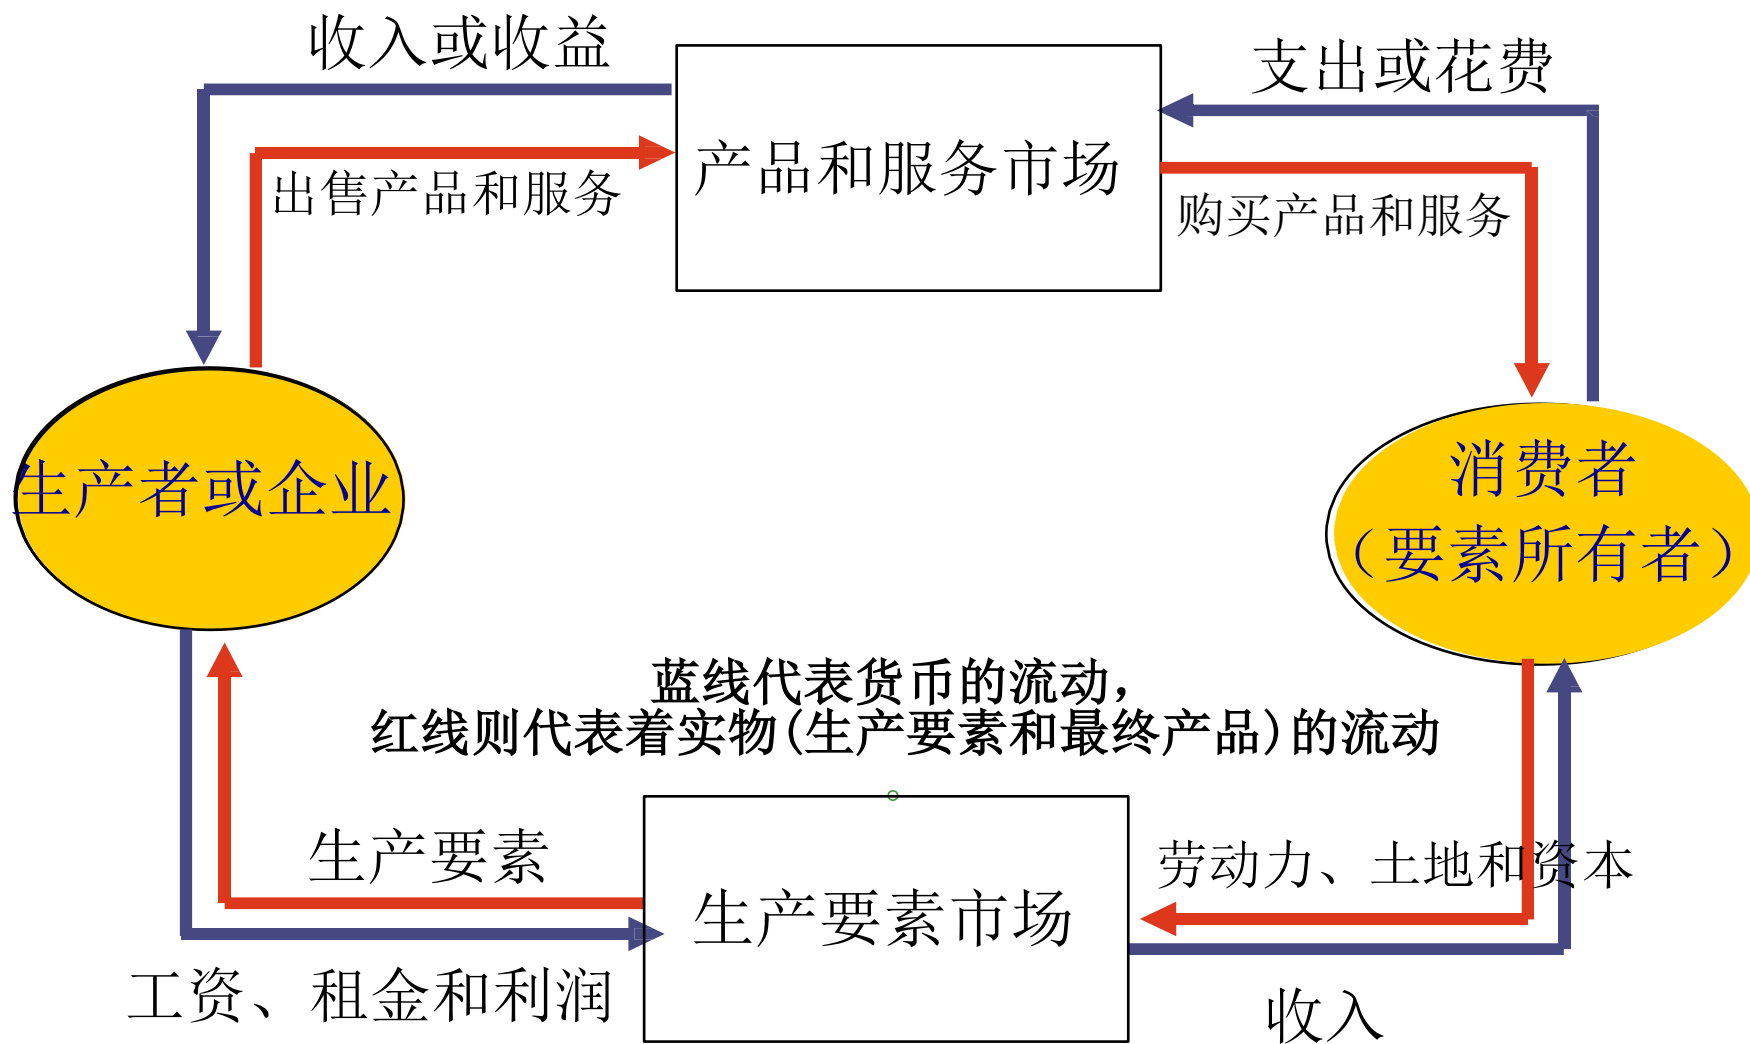 收入或收益
支出或花费
产品和服务市场
出售产品和服务
购买产品和服务
生产者或企业
消费者
（要素所有者）
蓝线代表货币的流动，
红线则代表着实物(生产要素和最终产品)的流动
生产要素
劳动力、土地和资本
生产要素市场
工资、租金和利润
收入